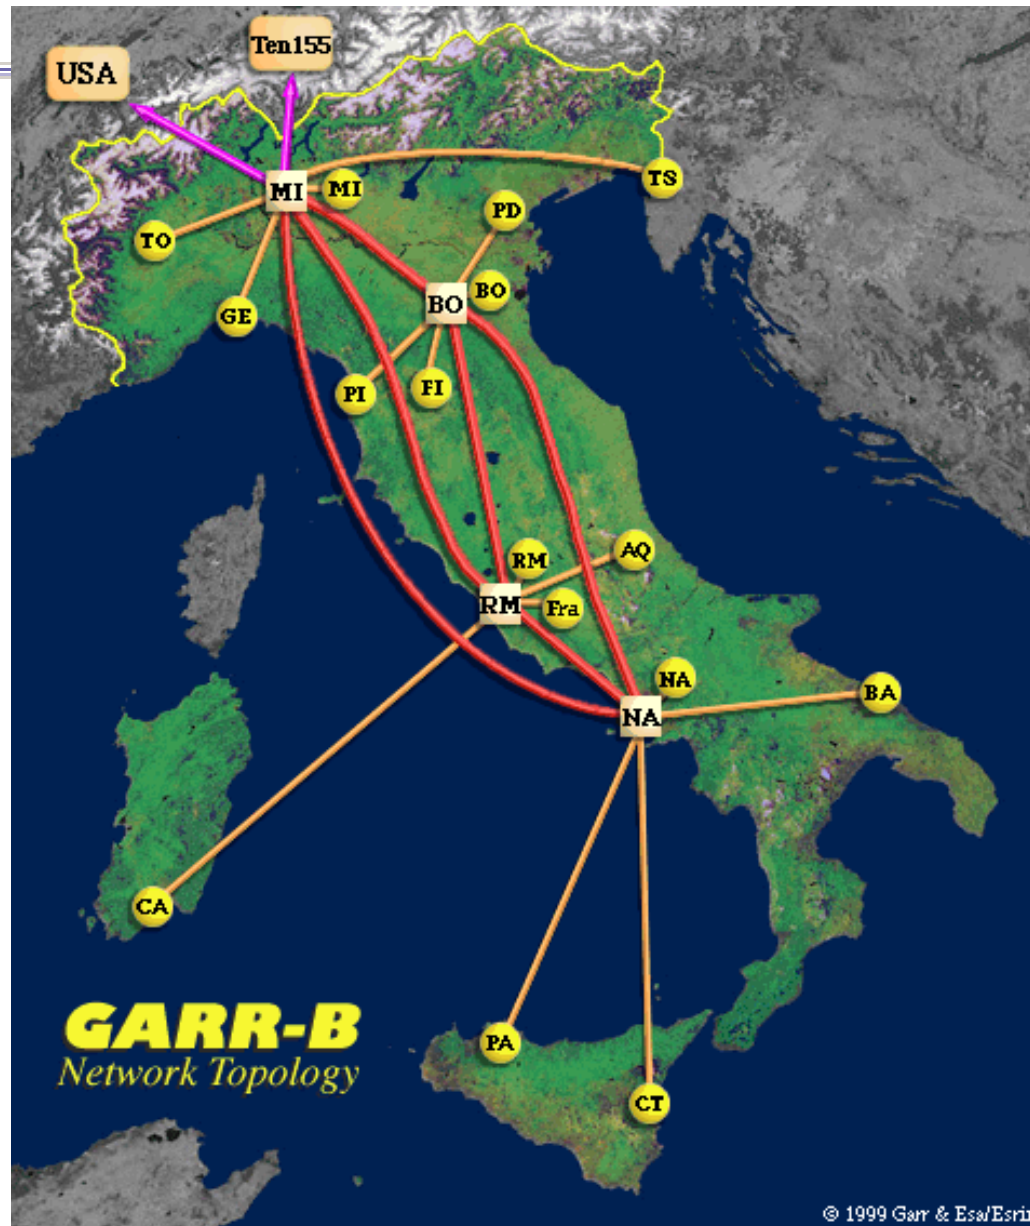 Ten155
USA
TS
MI
MI
PD
TO
BO
BO
GE
PI
FI
AQ
RM
RM
Fra
NA
BA
NA
CA
GARR-B
Network Topology
PA
CT
© 1999 Garr & Esa/Esrin